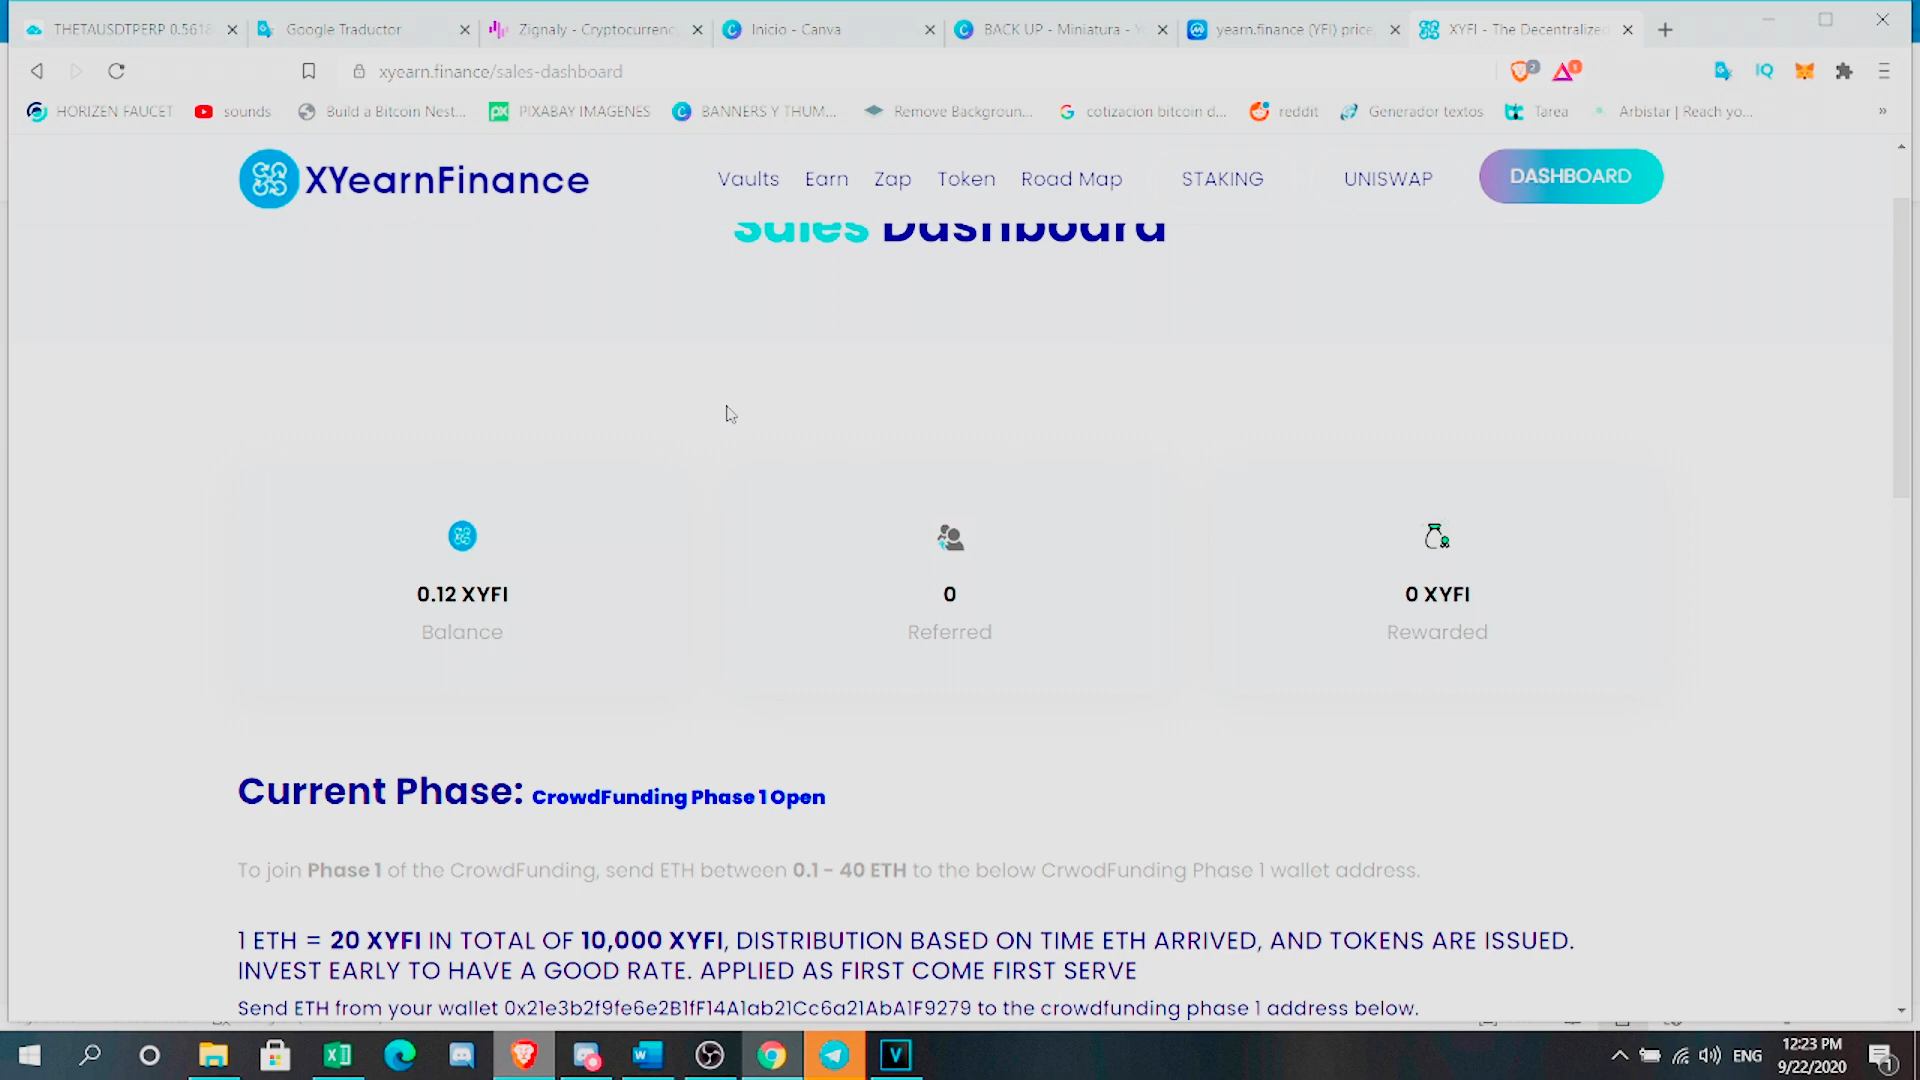 THETAUSDTPERP 0.5618
Google Traductor
Zignaly - Cryptocurrenc
Inicio - Canva
BACK UP - Miniatura - Y
yearn.finance (YFI) price,
XYFI - The Decentralized
xyearn.finance/sales-dashboard
2
1
IQ
HORIZEN FAUCET
sounds
Build a Bitcoin Nest...
PIXABAY IMAGENES
BANNERS Y THUM...
Remove Backgroun...
cotizacion bitcoin d...
reddit
Generador textos
Tarea
Arbistar | Reach yo...
»
XYearnFinance
Vaults
Earn
Zap
Token
Road Map
STAKING
UNISWAP
DASHBOARD
Sales Dashboard
0.12 XYFI
Balance
0
Referred
0 XYFI
Rewarded
Current Phase: CrowdFunding Phase 1 Open
To join Phase 1 of the CrowdFunding, send ETH between 0.1 - 40 ETH to the below CrwodFunding Phase 1 wallet address.
1 ETH = 20 XYFI IN TOTAL OF 10,000 XYFI, DISTRIBUTION BASED ON TIME ETH ARRIVED, AND TOKENS ARE ISSUED.
INVEST EARLY TO HAVE A GOOD RATE. APPLIED AS FIRST COME FIRST SERVE
Send ETH from your wallet 0x21e3b2f9fe6e2B1fF14A1ab21Cc6a21AbA1F9279 to the crowdfunding phase 1 address below.
ENG
12:23 PM
9/22/2020
1